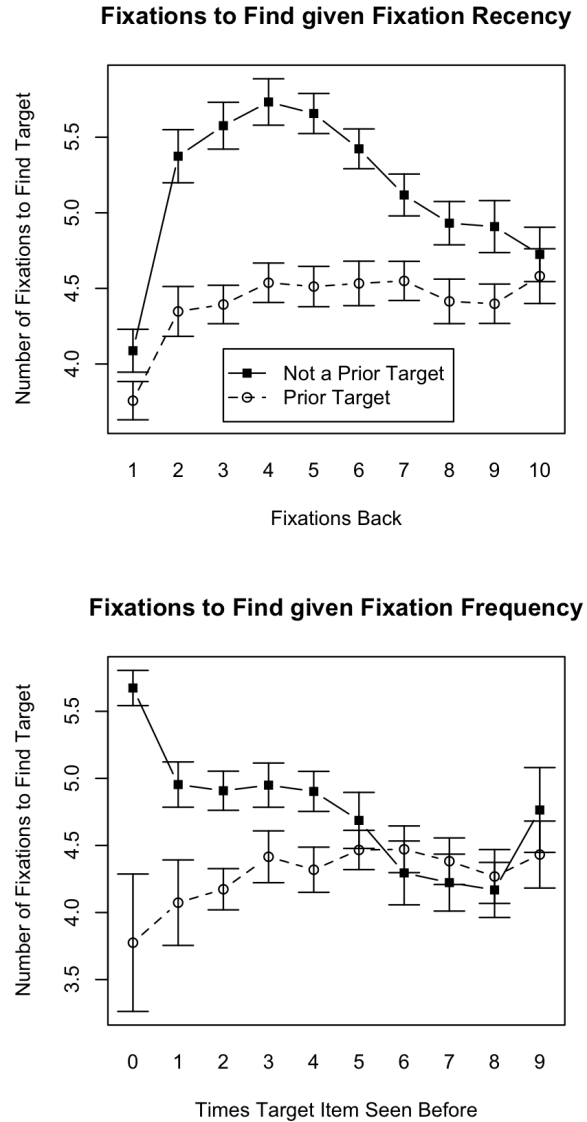 Fixations to Find given Fixation Recency
Number of Fixations to Find Target
5.5
5.0
4.5
4.0
Not a Prior Target
Prior Target
1 2 3 4 5 6 7 8 9 10
Fixations Back
Fixations to Find given Fixation Frequency
Number of Fixations to Find Target
5.5
5.0
4.5
4.0
3.5
0 1 2 3 4 5 6 7 8 9
Times Target Item Seen Before